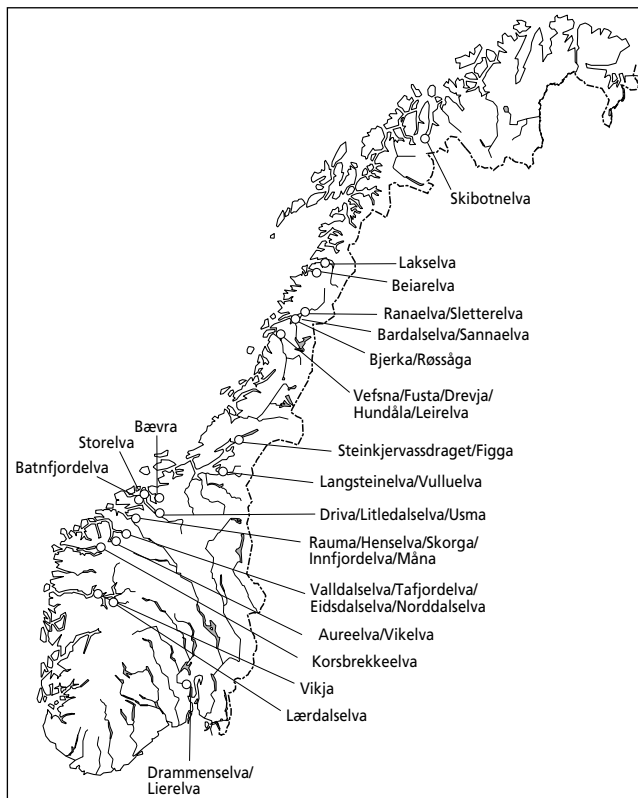 Skibotnelva
Lakselva
Beiarelva
Ranaelva/Sletterelva
Bardalselva/Sannaelva
Bjerka/Røssåga
Vefsna/Fusta/Drevja/
Hundåla/Leirelva
Bævra
Storelva
Batnfjordelva
Steinkjervassdraget/Figga
Langsteinelva/Vulluelva
Driva/Litledalselva/Usma
Rauma/Henselva/Skorga/
Innfjordelva/Måna
Valldalselva/Tafjordelva/
Eidsdalselva/Norddalselva
Aureelva/Vikelva
Korsbrekkeelva
Vikja
Lærdalselva
Drammenselva/
Lierelva